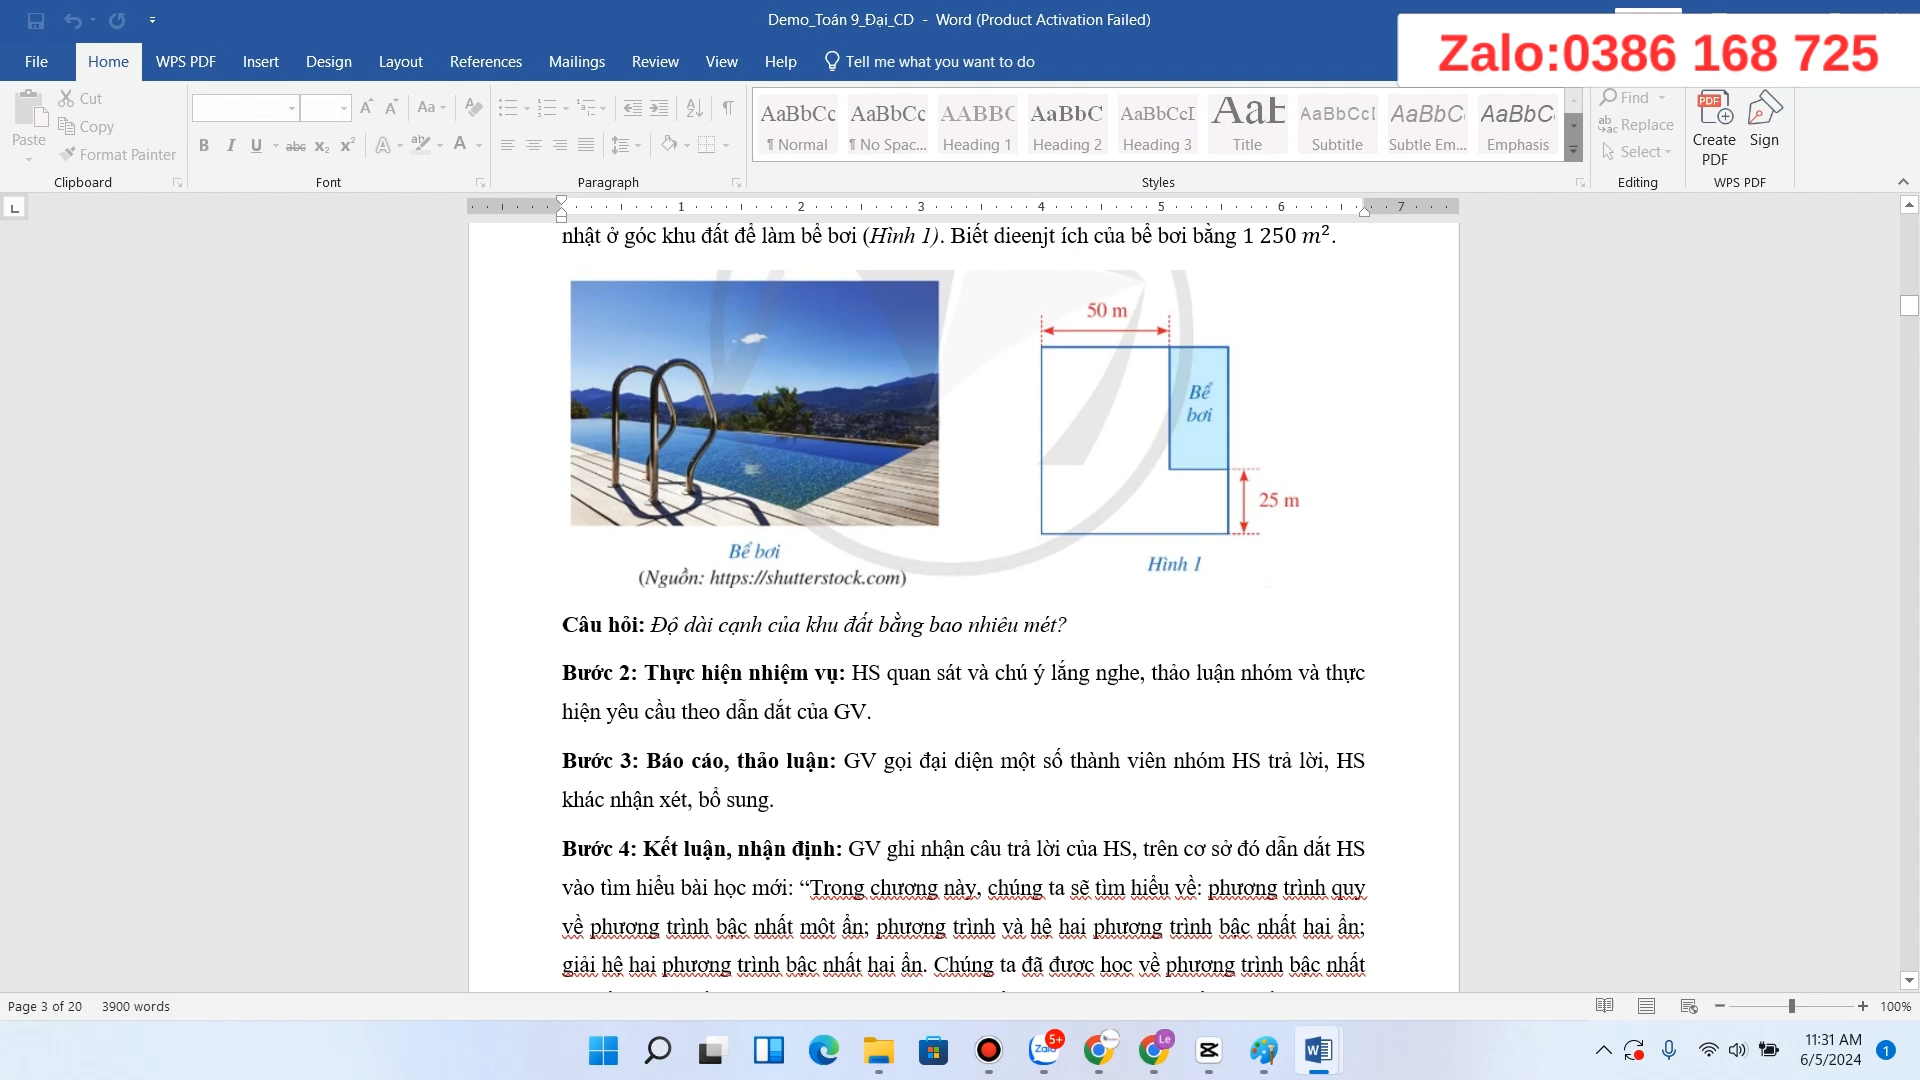 Demo_Toán 9_Đại_CD - Word (Product Activation Failed)
Zalo:0386 168 725
File Home WPS PDF Insert Design Layout References Mailings Review View Help Tell me what you want to do
Paste
Cut
Copy
Format Painter
Clipboard
Font
Paragraph
AaBbCc AaBbCc AABBC AaBbC AaBbCcI AaB AaBbCcI AaBbC AaBbC
¶ Normal ¶ No Spac... Heading 1 Heading 2 Heading 3 Title Subtitle Subtle Em... Emphasis
Styles
Find
Replace
Select
Editing
Create PDF
Sign
WPS PDF
1 2 3 4 5 6 7
nhật ở góc khu đất để làm bể bơi (Hình 1). Biết dieenjt ích của bể bơi bằng 1 250 m².
50 m
Bể
bơi
25 m
Bể bơi
(Nguồn: https://shutterstock.com)
Hình 1
Câu hỏi: Độ dài cạnh của khu đất bằng bao nhiêu mét?
Bước 2: Thực hiện nhiệm vụ: HS quan sát và chú ý lắng nghe, thảo luận nhóm và thực
hiện yêu cầu theo dẫn dắt của GV.
Bước 3: Báo cáo, thảo luận: GV gọi đại diện một số thành viên nhóm HS trả lời, HS
khác nhận xét, bổ sung.
Bước 4: Kết luận, nhận định: GV ghi nhận câu trả lời của HS, trên cơ sở đó dẫn dắt HS
vào tìm hiểu bài học mới: “Trong chương này, chúng ta sẽ tìm hiểu về: phương trình quy
về phương trình bậc nhất một ẩn; phương trình và hệ hai phương trình bậc nhất hai ẩn;
giải hệ hai phương trình bậc nhất hai ẩn. Chúng ta đã được học về phương trình bậc nhất
Page 3 of 20 3900 words
100%
11:31 AM
6/5/2024